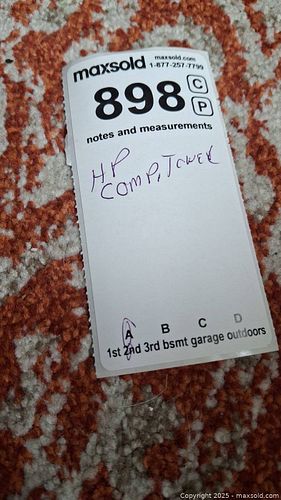 maxsold
maxsold.com
1-877-257-7799
898
C
P
notes and measurements
HP
COMP, TOWER
A B C D
1st 2nd 3rd bsmt garage outdoors
Copyright © 2025 - maxsold.com